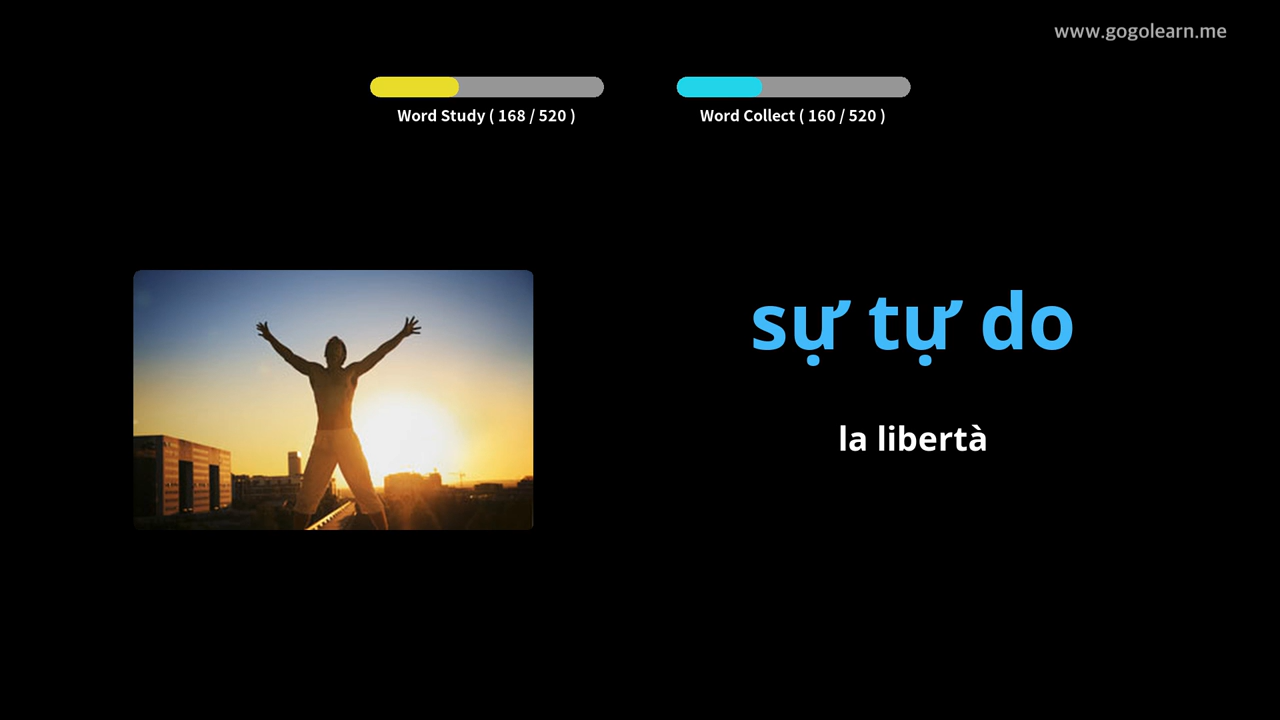 www.gogolearn.me
Word Study ( 168 / 520 )
Word Collect ( 160 / 520 )
sự tự do
la libertà